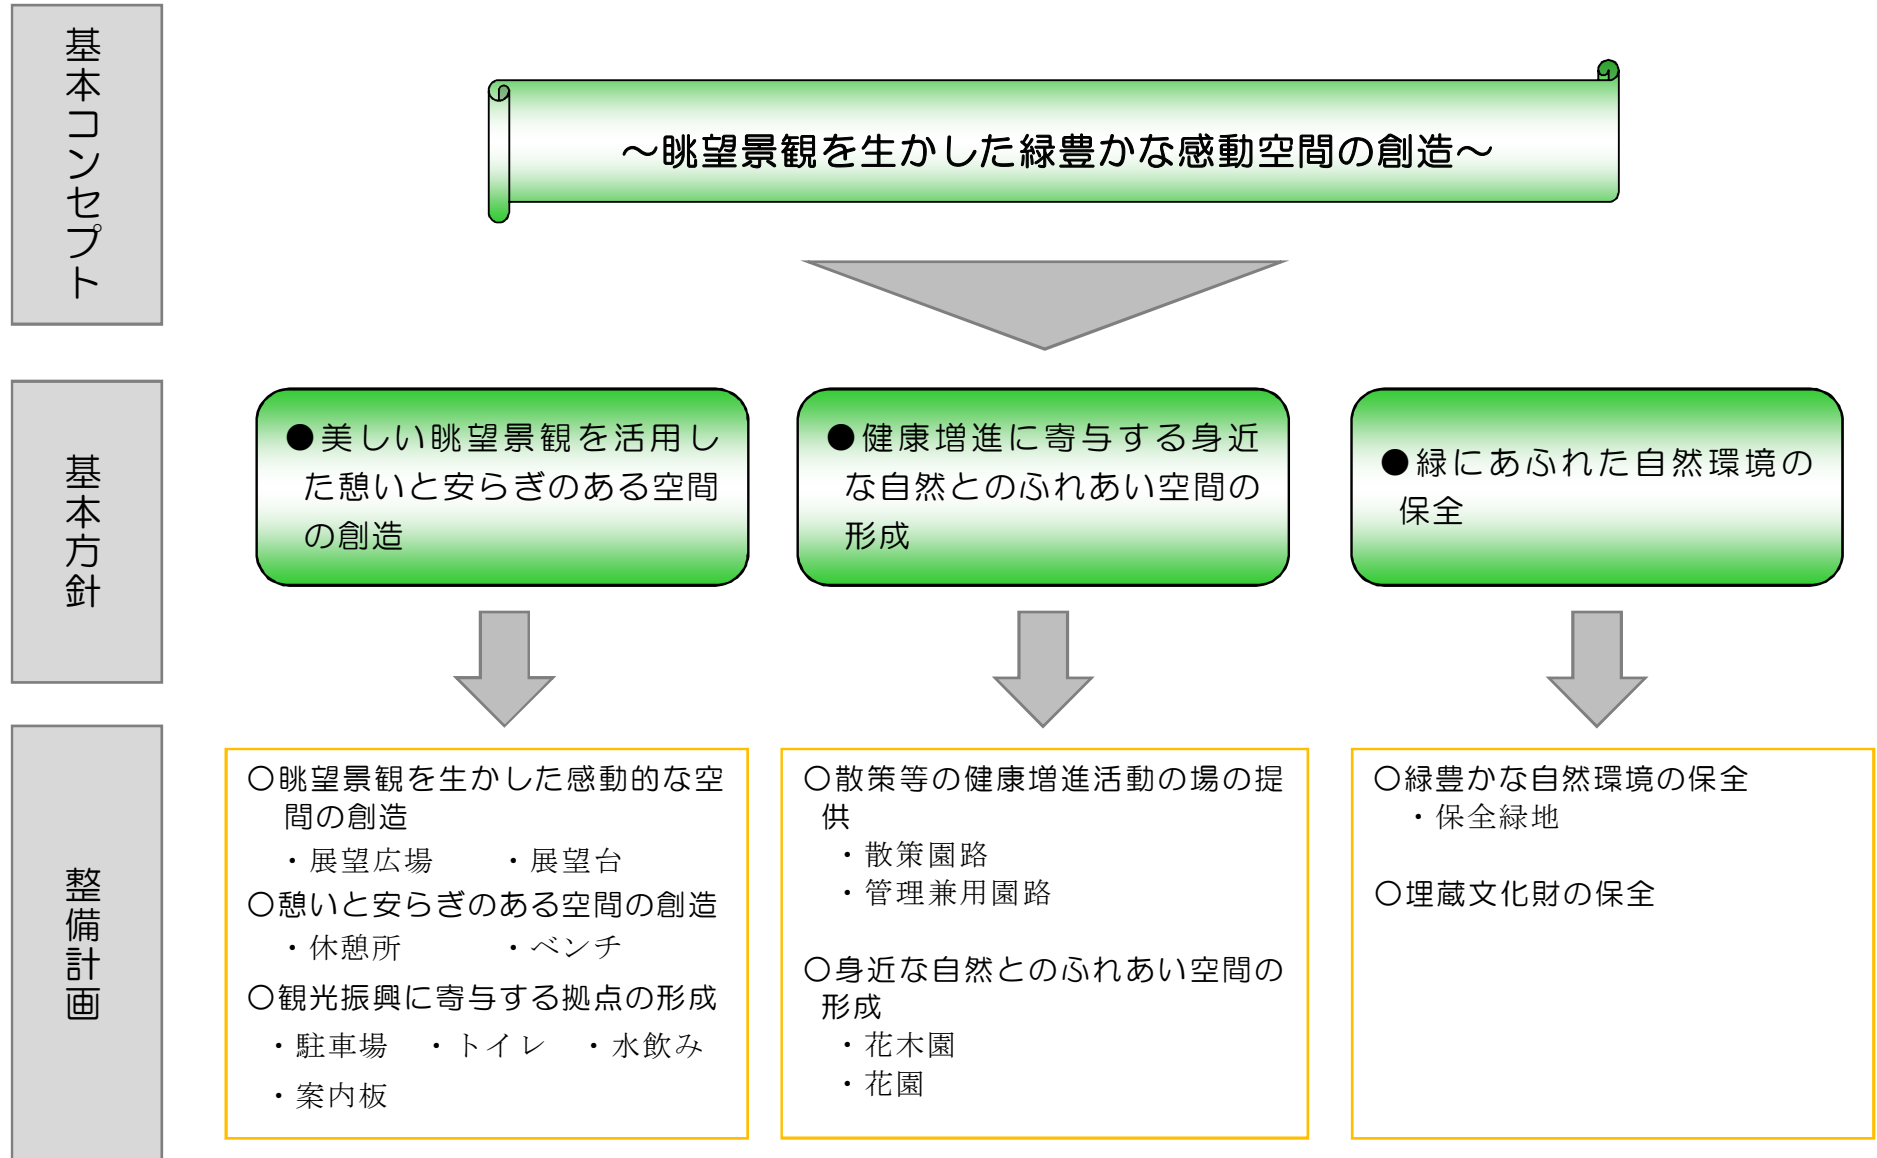 基本コンセプト
～眺望景観を生かした緑豊かな感動空間の創造～
基本方針
●美しい眺望景観を活用し
た憩いと安らぎのある空間
の創造
●健康増進に寄与する身近
な自然とのふれあい空間の
形成
●緑にあふれた自然環境の
保全
整備計画
○眺望景観を生かした感動的な空
間の創造
・展望広場 ・展望台
○憩いと安らぎのある空間の創造
・休憩所 ・ベンチ
○観光振興に寄与する拠点の形成
・駐車場 ・トイレ ・水飲み
・案内板
○散策等の健康増進活動の場の提
供
・散策園路
・管理兼用園路
○身近な自然とのふれあい空間の
形成
・花木園
・花園
○緑豊かな自然環境の保全
・保全緑地
○埋蔵文化財の保全